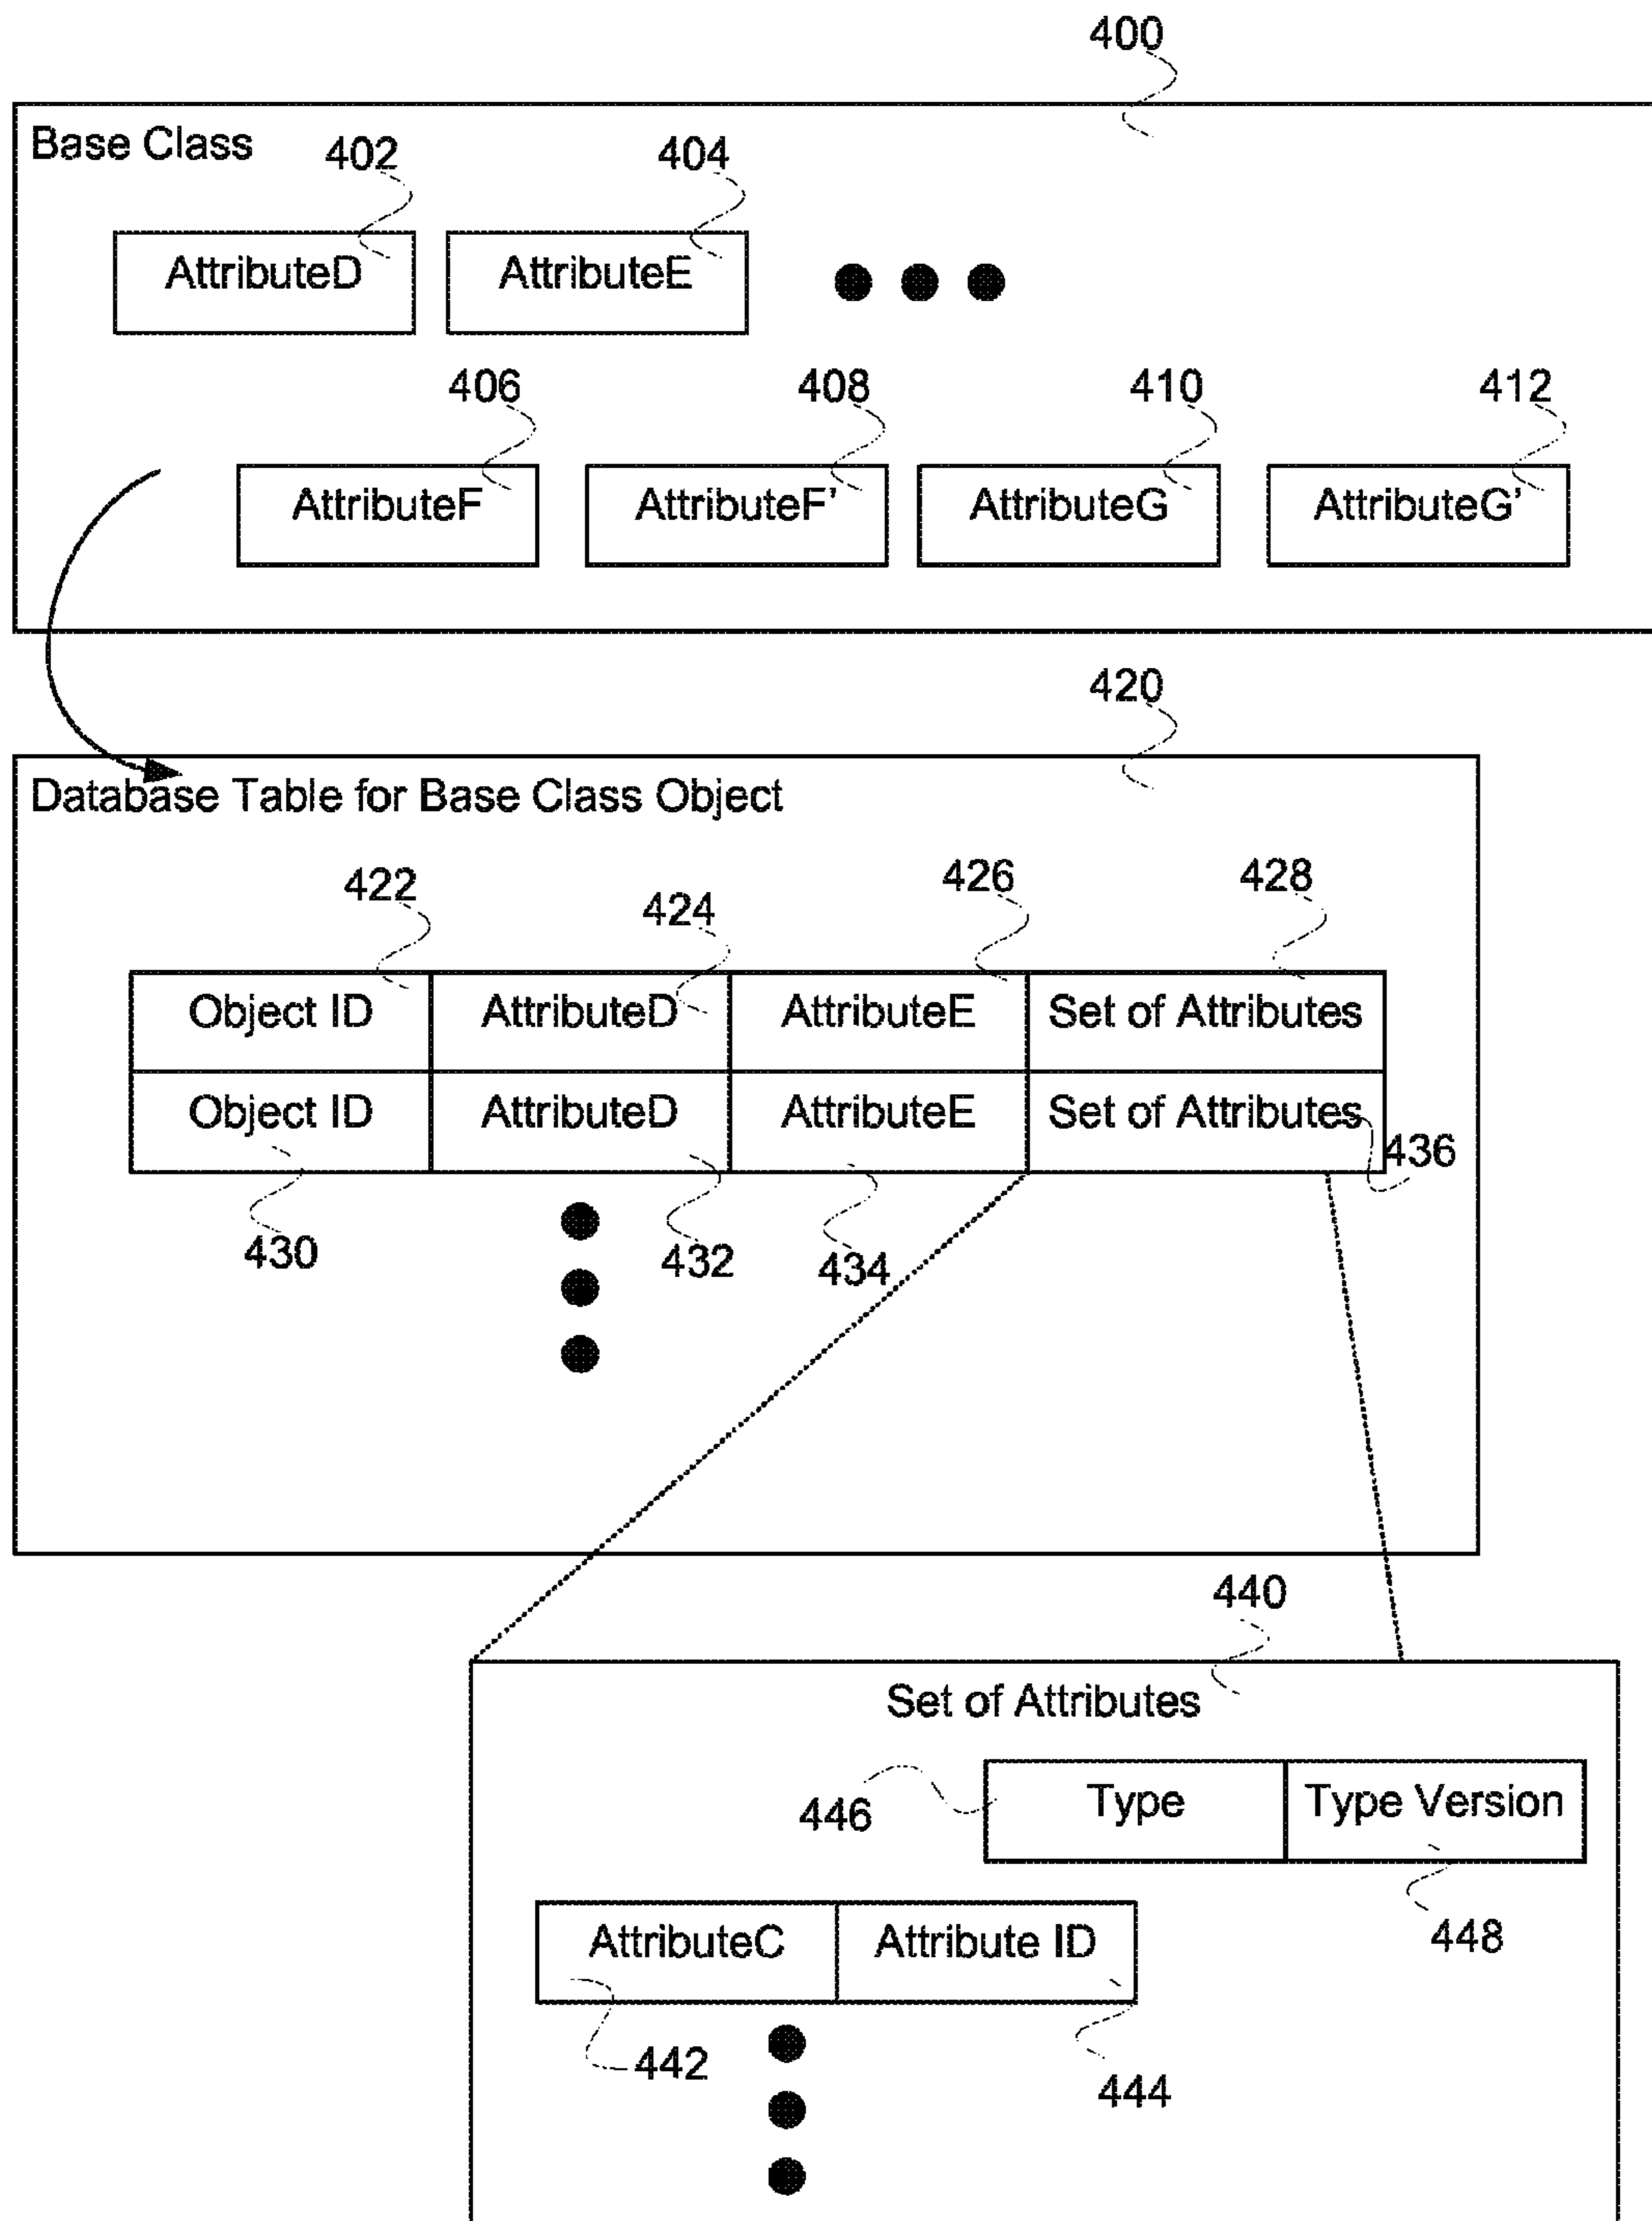 400
Base Class
402
404
AttributeD
AttributeE
406
408
410
412
AttributeF
AttributeF’
AttributeG
AttributeG’
420
Database Table for Base Class Object
422
424
426
428
Object ID
AttributeD
AttributeE
Set of Attributes
Object ID
AttributeD
AttributeE
Set of Attributes
436
430
432
434
440
Set of Attributes
446
Type
Type Version
448
AttributeC
Attribute ID
442
444